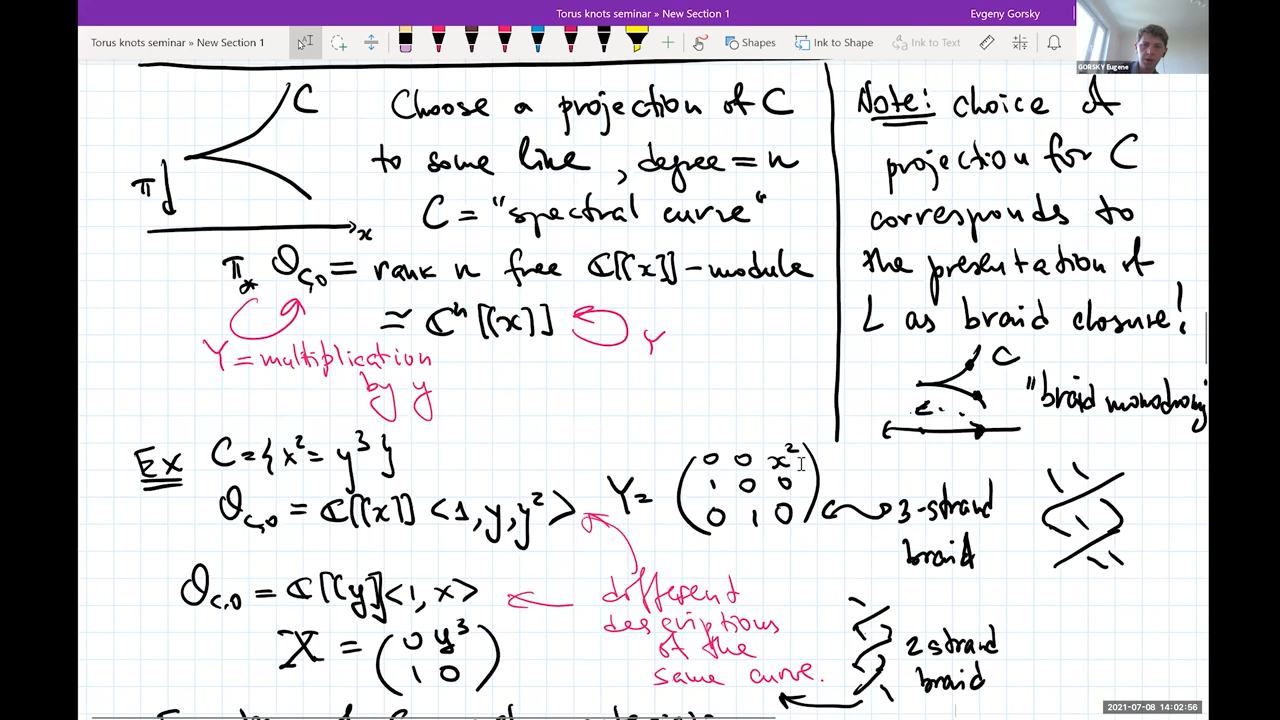 Torus knots seminar » New Section 1
Evgeny Gorsky
Torus knots seminar » New Section 1
Shapes
Ink to Shape
Ink to Text
GORSKY Eugene
C
π
x
Choose a projection of C
to some line, degree = n
C = "spectral curve"
π_* O_{C,0} = rank n free ℂ[[x]]-module
≃ ℂⁿ[[x]]
Y
Y = multiplication
by y
Note: choice of
projection for C
corresponds to
the presentation of
L as braid closure!
C
"braid monodromy
Ex C = {x² = y³}
O_{C,0} = ℂ[[x]] <1, y, y²>
Y = (0 0 x²
1 0 0
0 1 0)
3-strand
braid
O_{C,0} = ℂ[[y]] <1, x>
X = (0 y³
1 0)
different
descriptions
of the
same curve.
2 strand
braid
2021-07-08 14:02:56